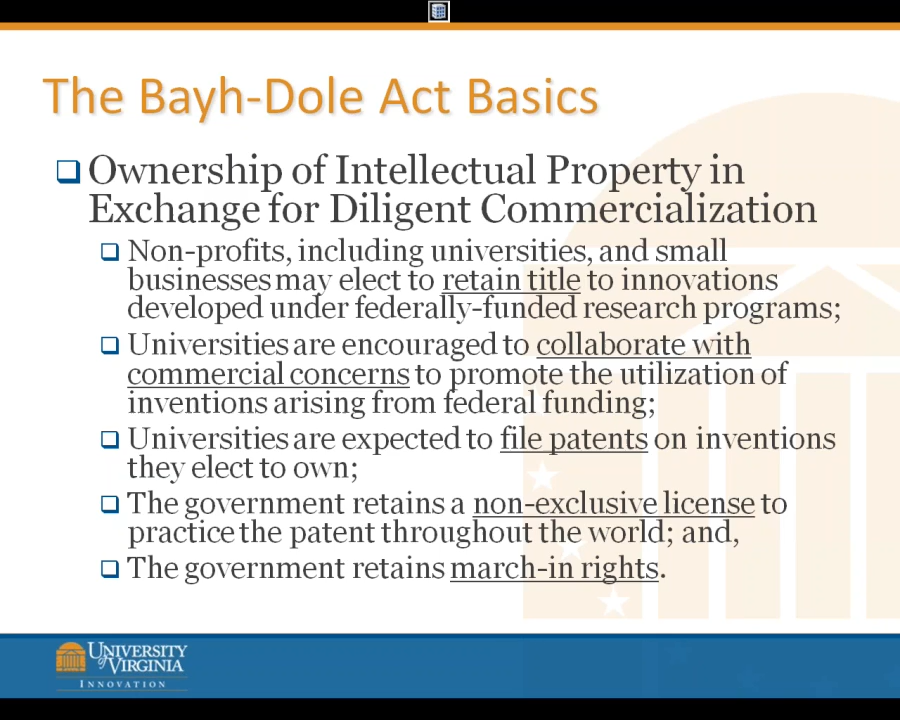 The Bayh-Dole Act Basics
Ownership of Intellectual Property in
Exchange for Diligent Commercialization
Non-profits, including universities, and small
businesses may elect to retain title to innovations
developed under federally-funded research programs;
Universities are encouraged to collaborate with
commercial concerns to promote the utilization of
inventions arising from federal funding;
Universities are expected to file patents on inventions
they elect to own;
The government retains a non-exclusive license to
practice the patent throughout the world; and,
The government retains march-in rights.
UNIVERSITY
of VIRGINIA
INNOVATION